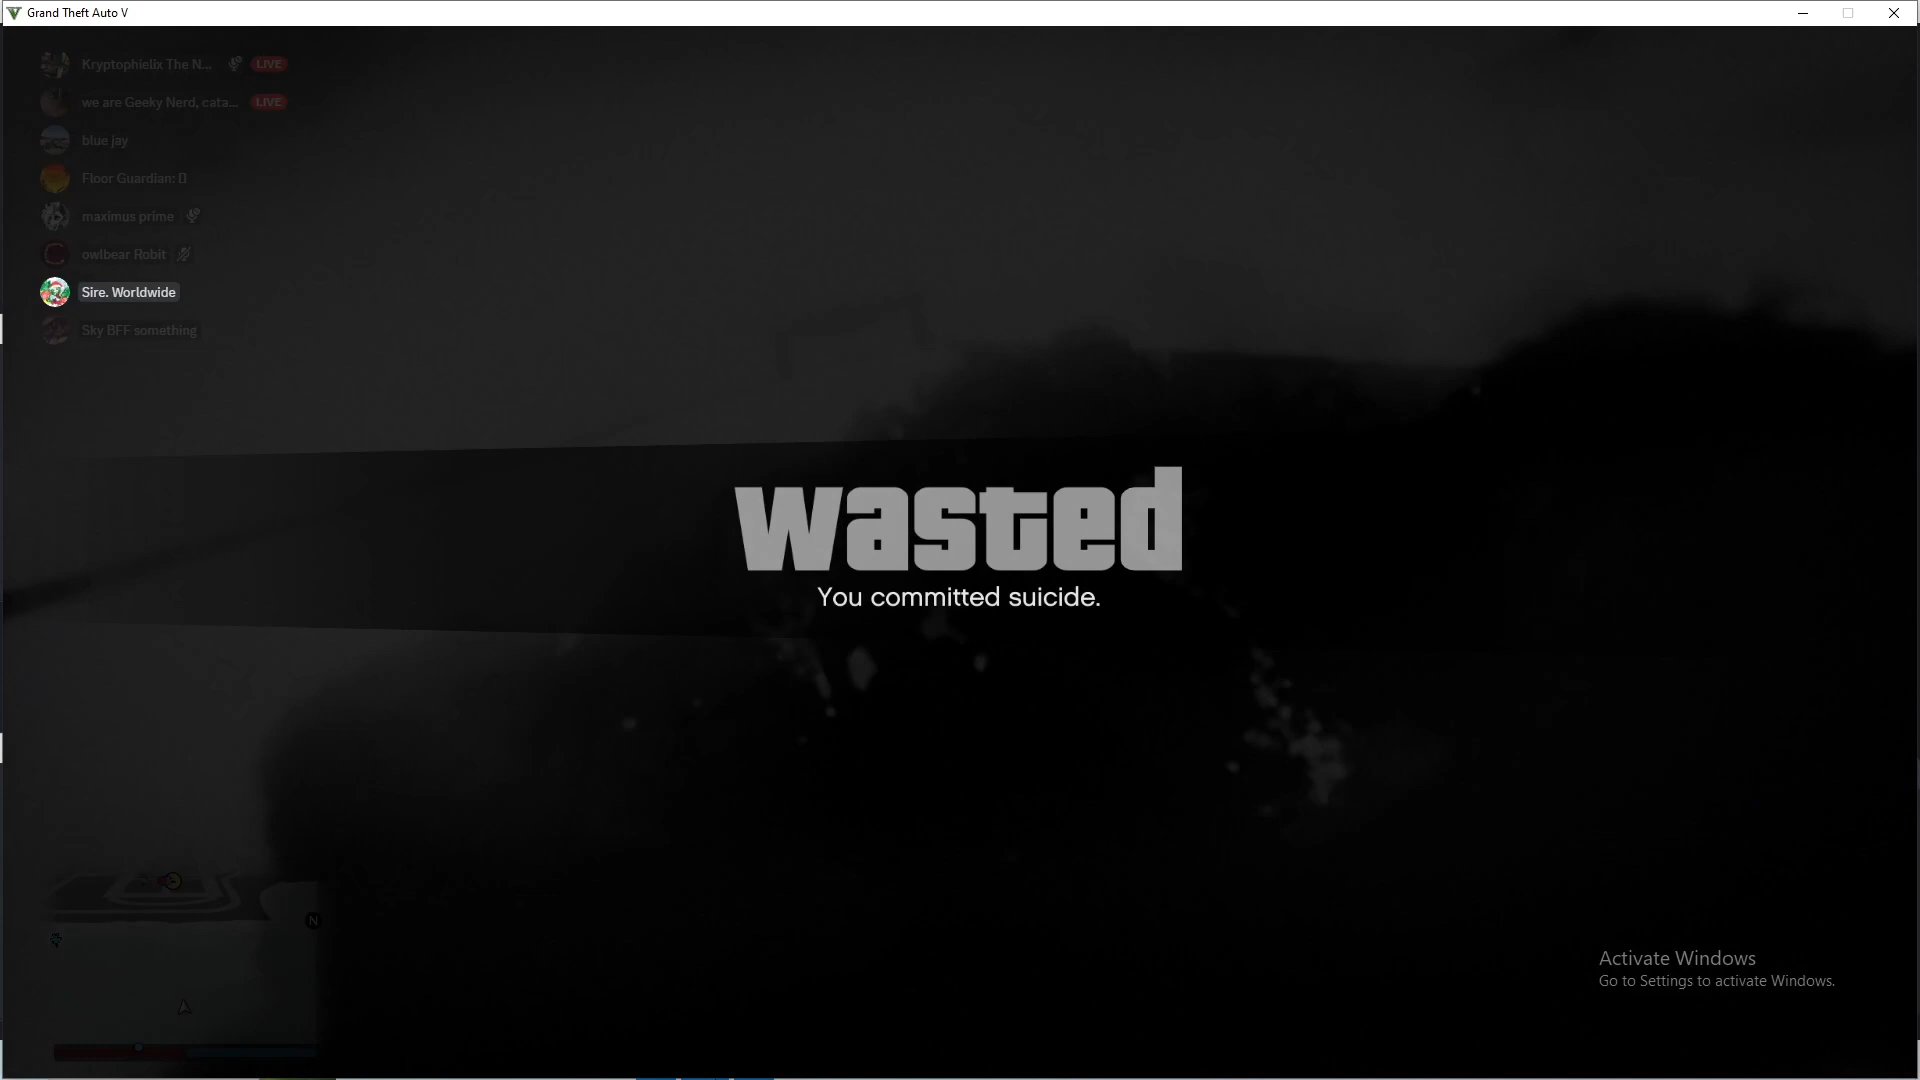 Grand Theft Auto V
Kryptophielix The N...
LIVE
we are Geeky Nerd, cata...
LIVE
blue jay
Floor Guardian: []
maximus prime
owlbear Robit
Sire. Worldwide
Sky BFF something
wasted
You committed suicide.
N
Activate Windows
Go to Settings to activate Windows.